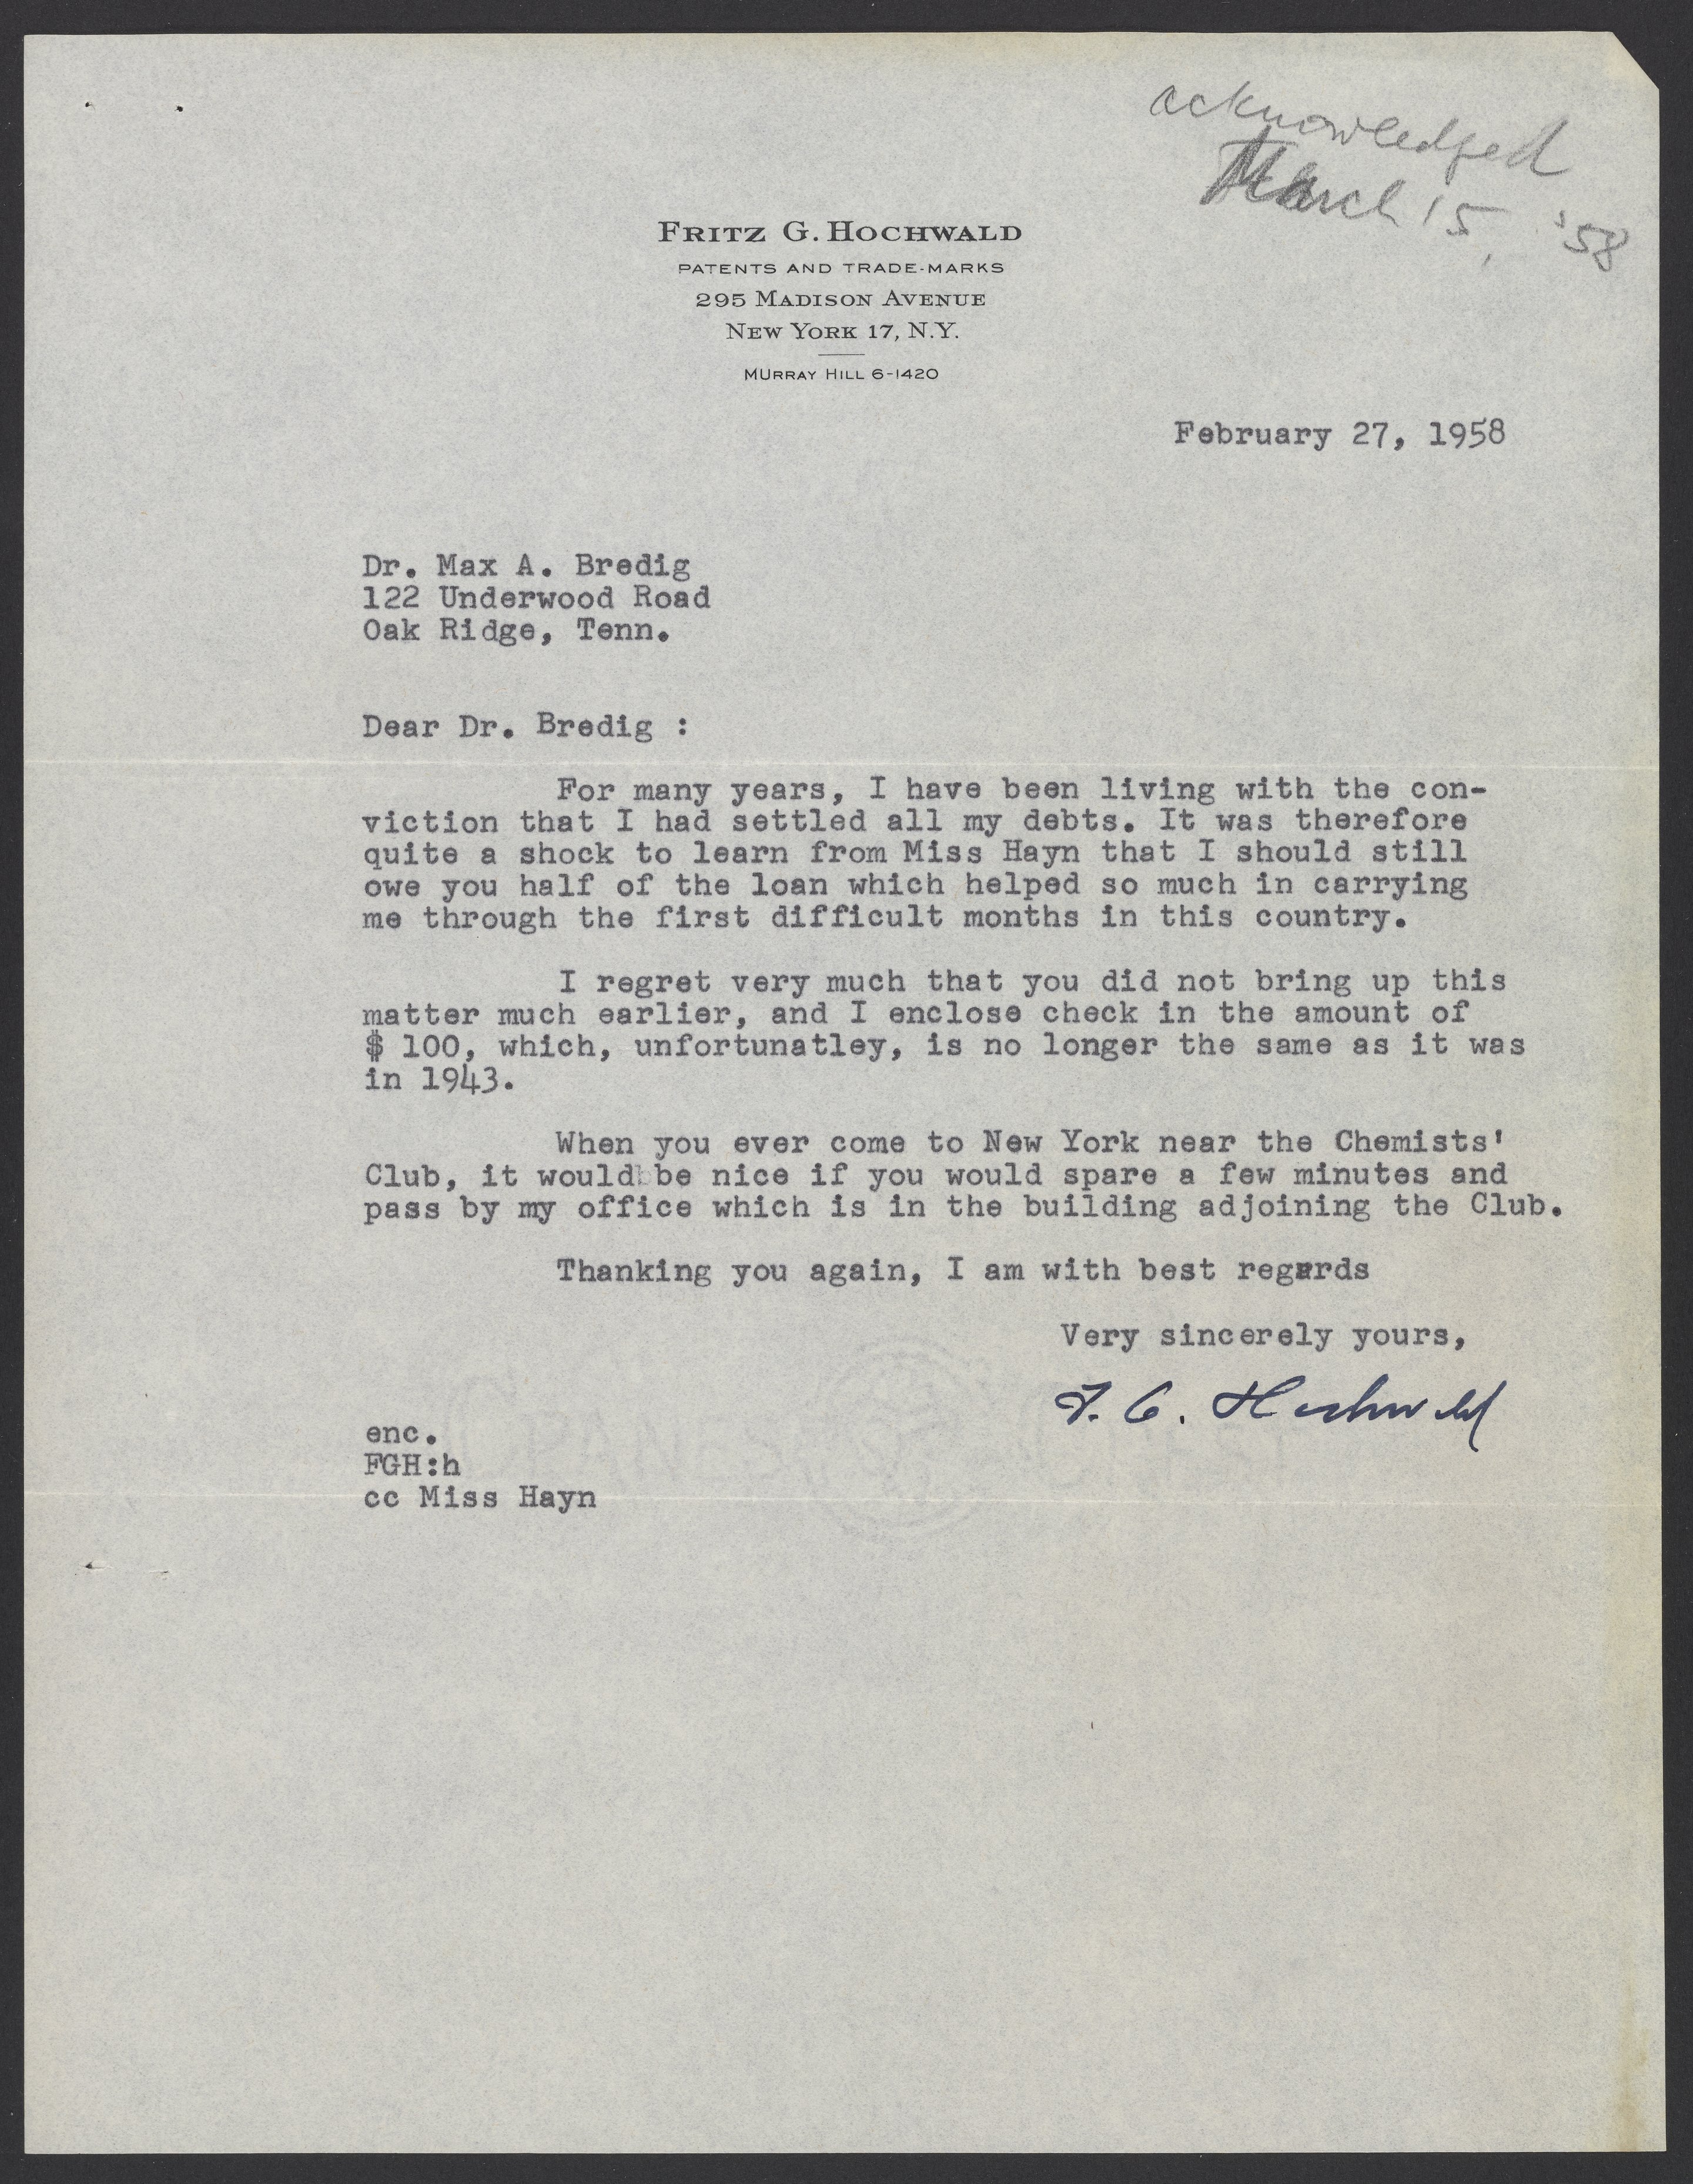 acknowledged
March 15, '58
FRITZ G. HOCHWALD
PATENTS AND TRADE-MARKS
295 MADISON AVENUE
NEW YORK 17, N.Y.
MURRAY HILL 6-1420
February 27, 1958
Dr. Max A. Bredig
122 Underwood Road
Oak Ridge, Tenn.
Dear Dr. Bredig :
For many years, I have been living with the con-
viction that I had settled all my debts. It was therefore
quite a shock to learn from Miss Hayn that I should still
owe you half of the loan which helped so much in carrying
me through the first difficult months in this country.
I regret very much that you did not bring up this
matter much earlier, and I enclose check in the amount of
$ 100, which, unfortunatley, is no longer the same as it was
in 1943.
When you ever come to New York near the Chemists'
Club, it would be nice if you would spare a few minutes and
pass by my office which is in the building adjoining the Club.
Thanking you again, I am with best regards
Very sincerely yours,
F. G. Hochwald
enc.
FGH:h
cc Miss Hayn